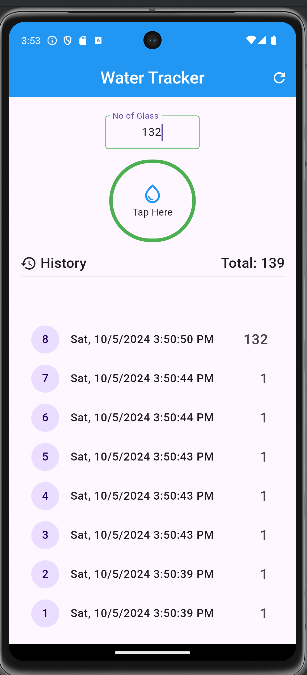 3:53
Water Tracker
No of Glass
132
Tap Here
History Total: 139
8 Sat, 10/5/2024 3:50:50 PM 132
7 Sat, 10/5/2024 3:50:44 PM 1
6 Sat, 10/5/2024 3:50:44 PM 1
5 Sat, 10/5/2024 3:50:43 PM 1
4 Sat, 10/5/2024 3:50:43 PM 1
3 Sat, 10/5/2024 3:50:43 PM 1
2 Sat, 10/5/2024 3:50:39 PM 1
1 Sat, 10/5/2024 3:50:39 PM 1